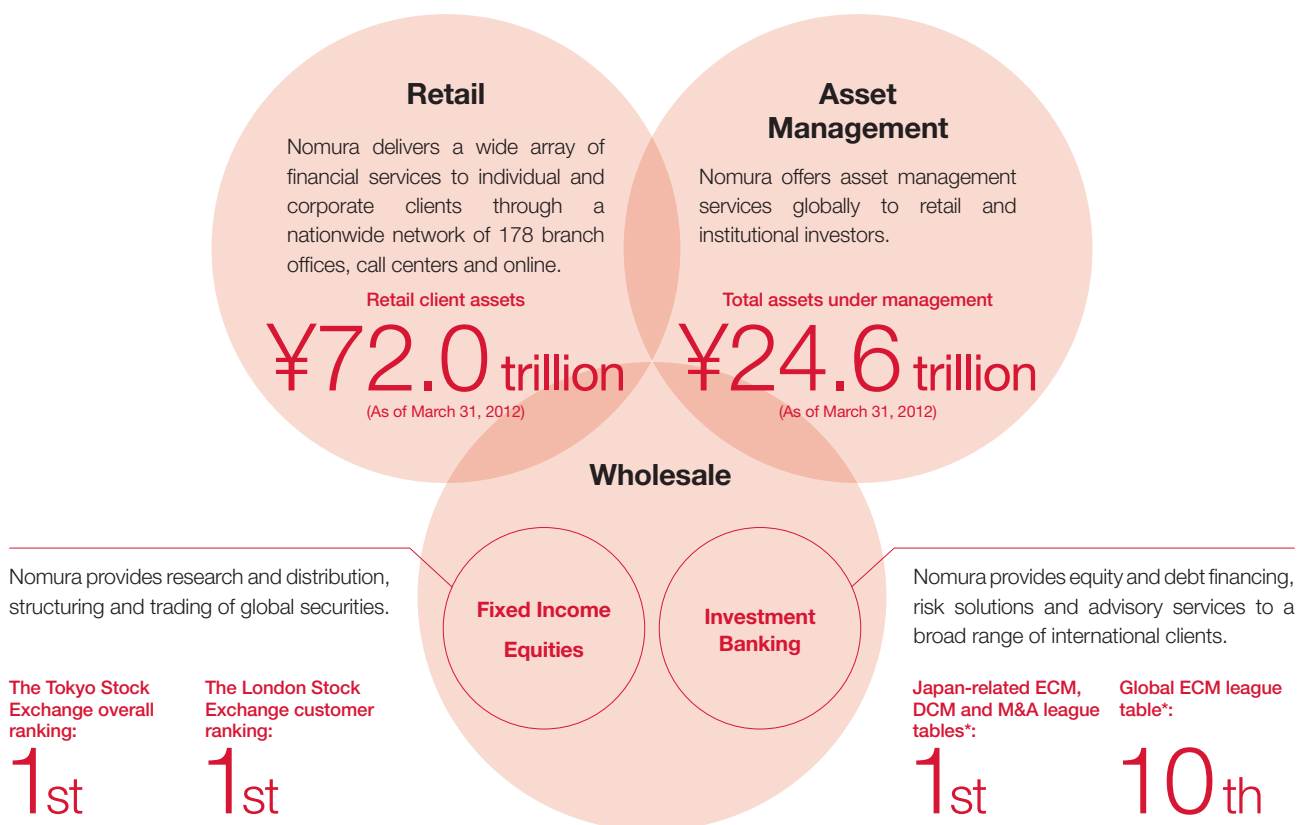 Retail
Nomura delivers a wide array of
financial services to individual and
corporate clients through a
nationwide network of 178 branch
offices, call centers and online.
Retail client assets
¥72.0 trillion
(As of March 31, 2012)
Asset
Management
Nomura offers asset management
services globally to retail and
institutional investors.
Total assets under management
¥24.6 trillion
(As of March 31, 2012)
Wholesale
Fixed Income
Equities
Investment
Banking
Nomura provides research and distribution,
structuring and trading of global securities.
The Tokyo Stock
Exchange overall
ranking:
1st
The London Stock
Exchange customer
ranking:
1st
Nomura provides equity and debt financing,
risk solutions and advisory services to a
broad range of international clients.
Japan-related ECM,
DCM and M&A league
tables*:
1st
Global ECM league
table*:
10th